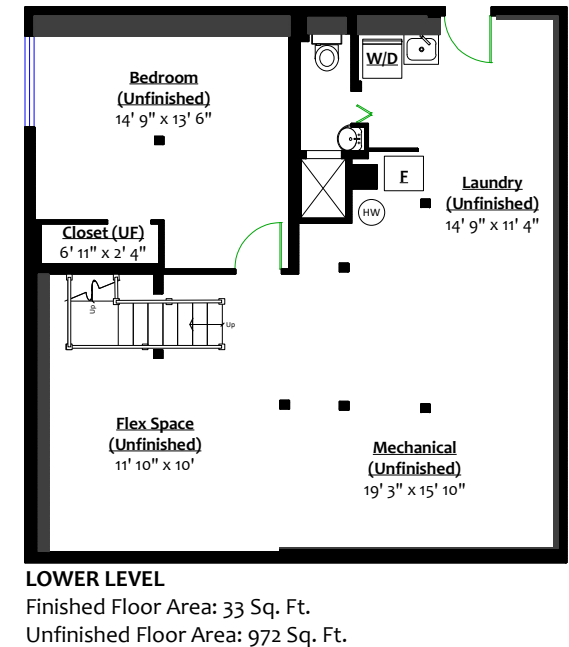 Bedroom
(Unfinished)
14' 9" x 13' 6"
W/D
F
HW
Laundry
(Unfinished)
14' 9" x 11' 4"
Closet (UF)
6' 11" x 2' 4"
Up
Up
Flex Space
(Unfinished)
11' 10" x 10'
Mechanical
(Unfinished)
19' 3" x 15' 10"
LOWER LEVEL
Finished Floor Area: 33 Sq. Ft.
Unfinished Floor Area: 972 Sq. Ft.